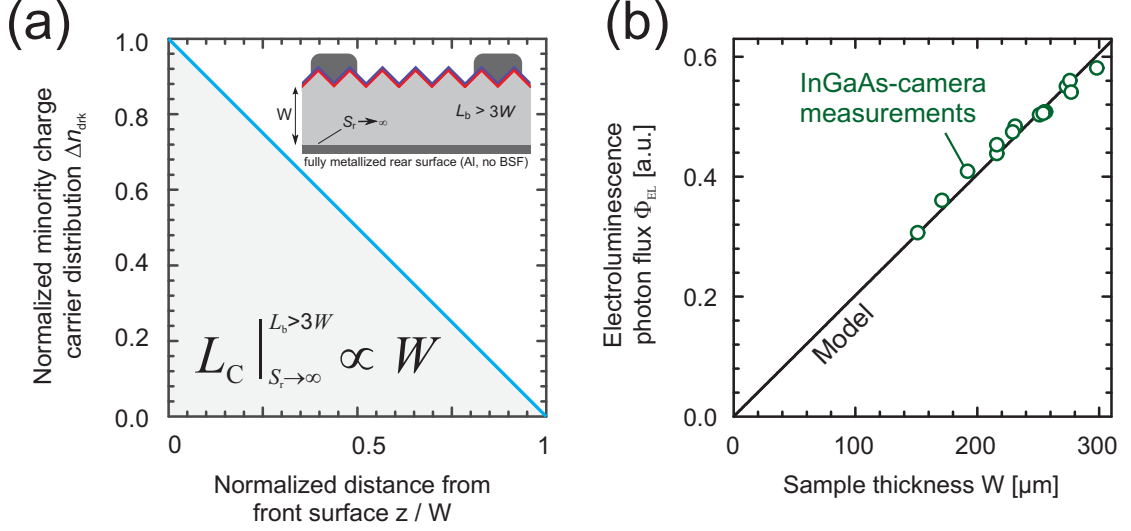 (a)
Normalized minority charge
carrier distribution Δn_drk
1.0
0.8
0.6
0.4
0.2
0.0
0
0.5
1
Normalized distance from
front surface z / W
W
L_b > 3W
S_r → ∞
fully metallized rear surface (Al, no BSF)
L_C | L_b>3W S_r→∞ ∝ W
(b)
Electroluminescence
photon flux Φ_EL [a.u.]
0.6
0.4
0.2
0.0
0
100
200
300
Sample thickness W [µm]
InGaAs-camera
measurements
Model